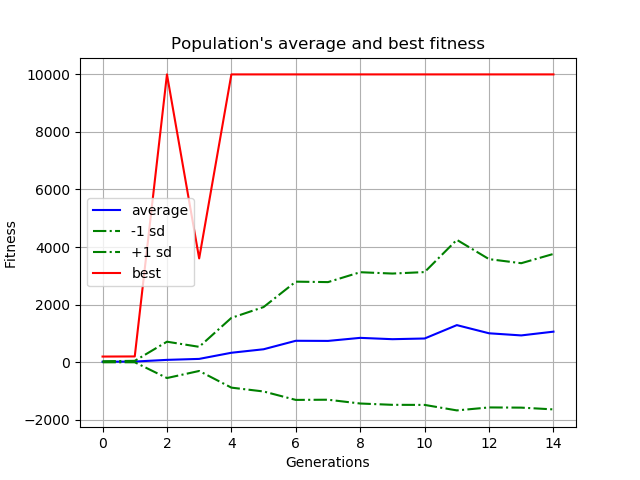 Population's average and best fitness
10000
8000
6000
4000
2000
0
−2000
Fitness
average
-1 sd
+1 sd
best
0 2 4 6 8 10 12 14
Generations